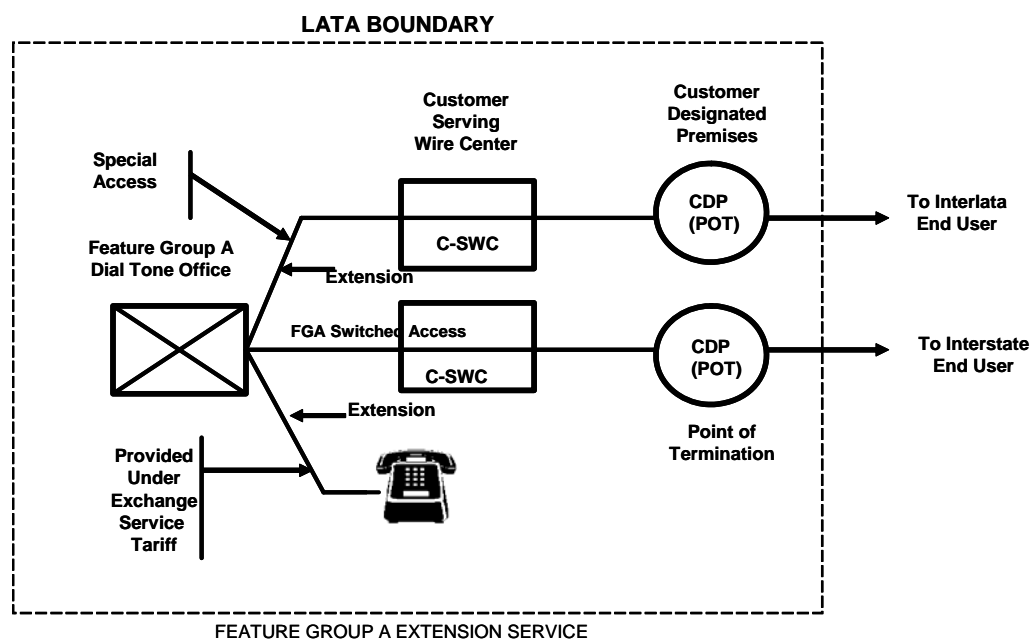 LATA BOUNDARY
Customer
Serving
Wire Center
Customer
Designated
Premises
Special
Access
CDP
(POT)
To Interlata
End User
C-SWC
Feature Group A
Dial Tone Office
Extension
FGA Switched Access
C-SWC
CDP
(POT)
To Interstate
End User
Extension
Point of
Termination
Provided
Under
Exchange
Service
Tariff
FEATURE GROUP A EXTENSION SERVICE